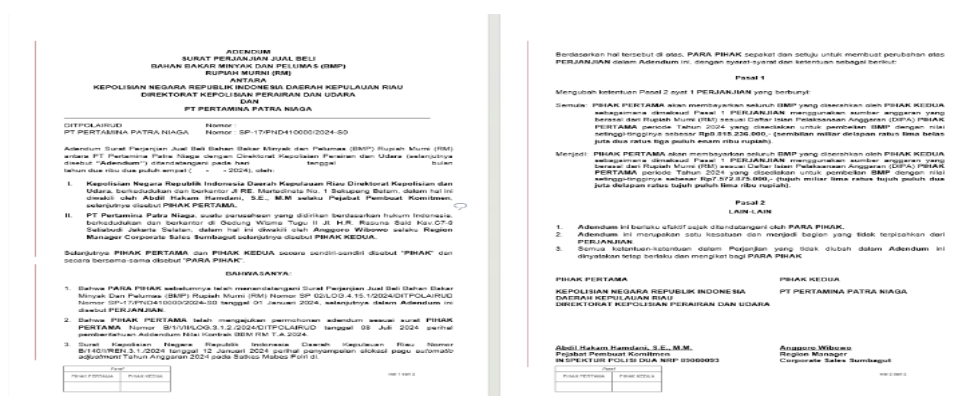 ADENDUM
SURAT PERJANJIAN JUAL BELI
BAHAN BAKAR MINYAK DAN PELUMAS (BMP)
RUPIAH MURNI (RM)
ANTARA
KEPOLISIAN NEGARA REPUBLIK INDONESIA DAERAH KEPULAUAN RIAU
DIREKTORAT KEPOLISIAN PERAIRAN DAN UDARA
DAN
PT PERTAMINA PATRA NIAGA
DITPOLAIRUD Nomor :
PT PERTAMINA PATRA NIAGA Nomor : SP-17/PND410000/2024-S0
Adendum Surat Perjanjian Jual Beli Bahan Bakar Minyak dan Pelumas (BMP) Rupiah Murni (RM)
antara PT Pertamina Patra Niaga dengan Direktorat Kepolisian Perairan dan Udara (selanjutnya
disebut "Adendum") ditandatangani pada hari tanggal bulan
tahun dua ribu dua puluh empat ( - - 2024), oleh:
I. Kepolisian Negara Republik Indonesia Daerah Kepulauan Riau Direktorat Kepolisian dan
Udara, berkedudukan dan berkantor di Jl RE. Martadinata No. 1 Sekupang Batam, dalam hal ini
diwakili oleh Abdil Hakam Hamdani, S.E., M.M selaku Pejabat Pembuat Komitmen,
selanjutnya disebut PIHAK PERTAMA.
II. PT Pertamina Patra Niaga, suatu perusahaan yang didirikan berdasarkan hukum Indonesia,
berkedudukan dan berkantor di Gedung Wisma Tugu II Jl. H.R. Rasuna Said Kav.C7-9
Setiabudi Jakarta Selatan, dalam hal ini diwakili oleh Anggoro Wibowo selaku Region
Manager Corporate Sales Sumbagut selanjutnya disebut PIHAK KEDUA.
Selanjutnya PIHAK PERTAMA dan PIHAK KEDUA secara sendiri-sendiri disebut "PIHAK" dan
secara bersama-sama disebut "PARA PIHAK".
BAHWASANYA:
1. Bahwa PARA PIHAK sebelumnya telah menandatangani Surat Perjanjian Jual Beli Bahan Bakar
Minyak Dan Pelumas (BMP) Rupiah Murni (RM) Nomor SP 02/LOG.4.15.1/2024/DITPOLAIRUD
Nomor SP-17/PND410000/2024-S0 tanggal 01 Januari 2024, selanjutnya dalam Adendum ini
disebut PERJANJIAN.
2. Bahwa PIHAK PERTAMA telah mengajukan permohonan adendum sesuai surat PIHAK
PERTAMA Nomor B/1/VII/LOG.3.1.2./2024/DITPOLAIRUD tanggal 08 Juli 2024 perihal
pemberitahuan Addendum Nilai Kontrak BBM RM T.A 2024.
3. Surat Kepolisian Negara Republik Indonesia Daerah Kepulauan Riau Nomor
B/140/I/REN.3.1./2024 tanggal 12 Januari 2024 perihal penyampaian alokasi pagu automatic
adjustment Tahun Anggaran 2024 pada Satkes Mabes Polri di.
Paraf
PIHAK PERTAMA PIHAK KEDUA
Hal 1 dari 2
Berdasarkan hal tersebut di atas, PARA PIHAK sepakat dan setuju untuk membuat perubahan atas
PERJANJIAN dalam Adendum ini, dengan syarat-syarat dan ketentuan sebagai berikut:
Pasal 1
Mengubah ketentuan Pasal 2 ayat 1 PERJANJIAN yang berbunyi:
Semula: PIHAK PERTAMA akan membayarkan seluruh BMP yang diserahkan oleh PIHAK KEDUA
sebagaimana dimaksud Pasal 1 PERJANJIAN menggunakan sumber anggaran yang
berasal dari Rupiah Murni (RM) sesuai Daftar Isian Pelaksanaan Anggaran (DIPA) PIHAK
PERTAMA periode Tahun 2024 yang disediakan untuk pembelian BMP dengan nilai
setinggi-tingginya sebesar Rp9.815.236.000,- (sembilan miliar delapan ratus lima belas
juta dua ratus tiga puluh enam ribu rupiah).
Menjadi: PIHAK PERTAMA akan membayarkan seluruh BMP yang diserahkan oleh PIHAK KEDUA
sebagaimana dimaksud Pasal 1 PERJANJIAN menggunakan sumber anggaran yang
berasal dari Rupiah Murni (RM) sesuai Daftar Isian Pelaksanaan Anggaran (DIPA) PIHAK
PERTAMA periode Tahun 2024 yang disediakan untuk pembelian BMP dengan nilai
setinggi-tingginya sebesar Rp7.572.875.000,- (tujuh miliar lima ratus tujuh puluh dua
juta delapan ratus tujuh puluh lima ribu rupiah).
Pasal 2
LAIN-LAIN
1. Adendum ini berlaku efektif sejak ditandatangani oleh PARA PIHAK.
2. Adendum ini merupakan satu kesatuan dan menjadi bagian yang tidak terpisahkan dari
PERJANJIAN.
3. Semua ketentuan-ketentuan dalam Perjanjian yang tidak diubah dalam Adendum ini
dinyatakan tetap berlaku dan mengikat bagi PARA PIHAK
PIHAK PERTAMA PIHAK KEDUA
KEPOLISIAN NEGARA REPUBLIK INDONESIA PT PERTAMINA PATRA NIAGA
DAERAH KEPULAUAN RIAU
DIREKTORAT KEPOLISIAN PERAIRAN DAN UDARA
Abdil Hakam Hamdani, S.E., M.M. Anggoro Wibowo
Pejabat Pembuat Komitmen Region Manager
INSPEKTUR POLISI DUA NRP 85060093 Corporate Sales Sumbagut
Paraf
PIHAK PERTAMA PIHAK KEDUA
Hal 2 dari 2